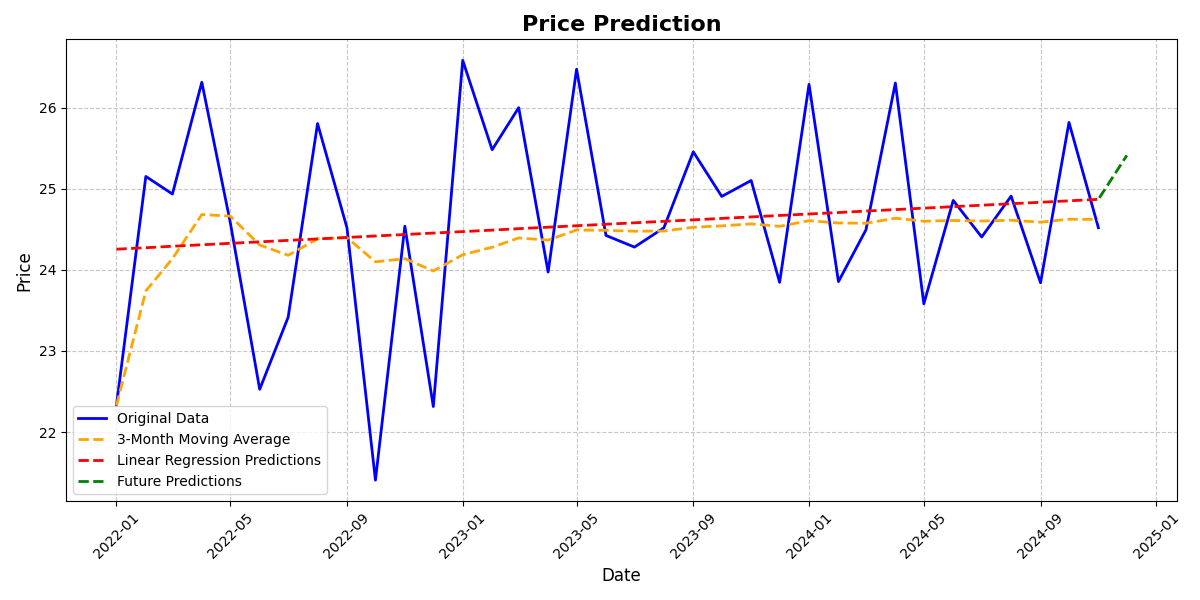 Price Prediction
Price
26
25
24
23
22
Original Data
3-Month Moving Average
Linear Regression Predictions
Future Predictions
2022-01
2022-05
2022-09
2023-01
2023-05
2023-09
2024-01
2024-05
2024-09
2025-01
Date